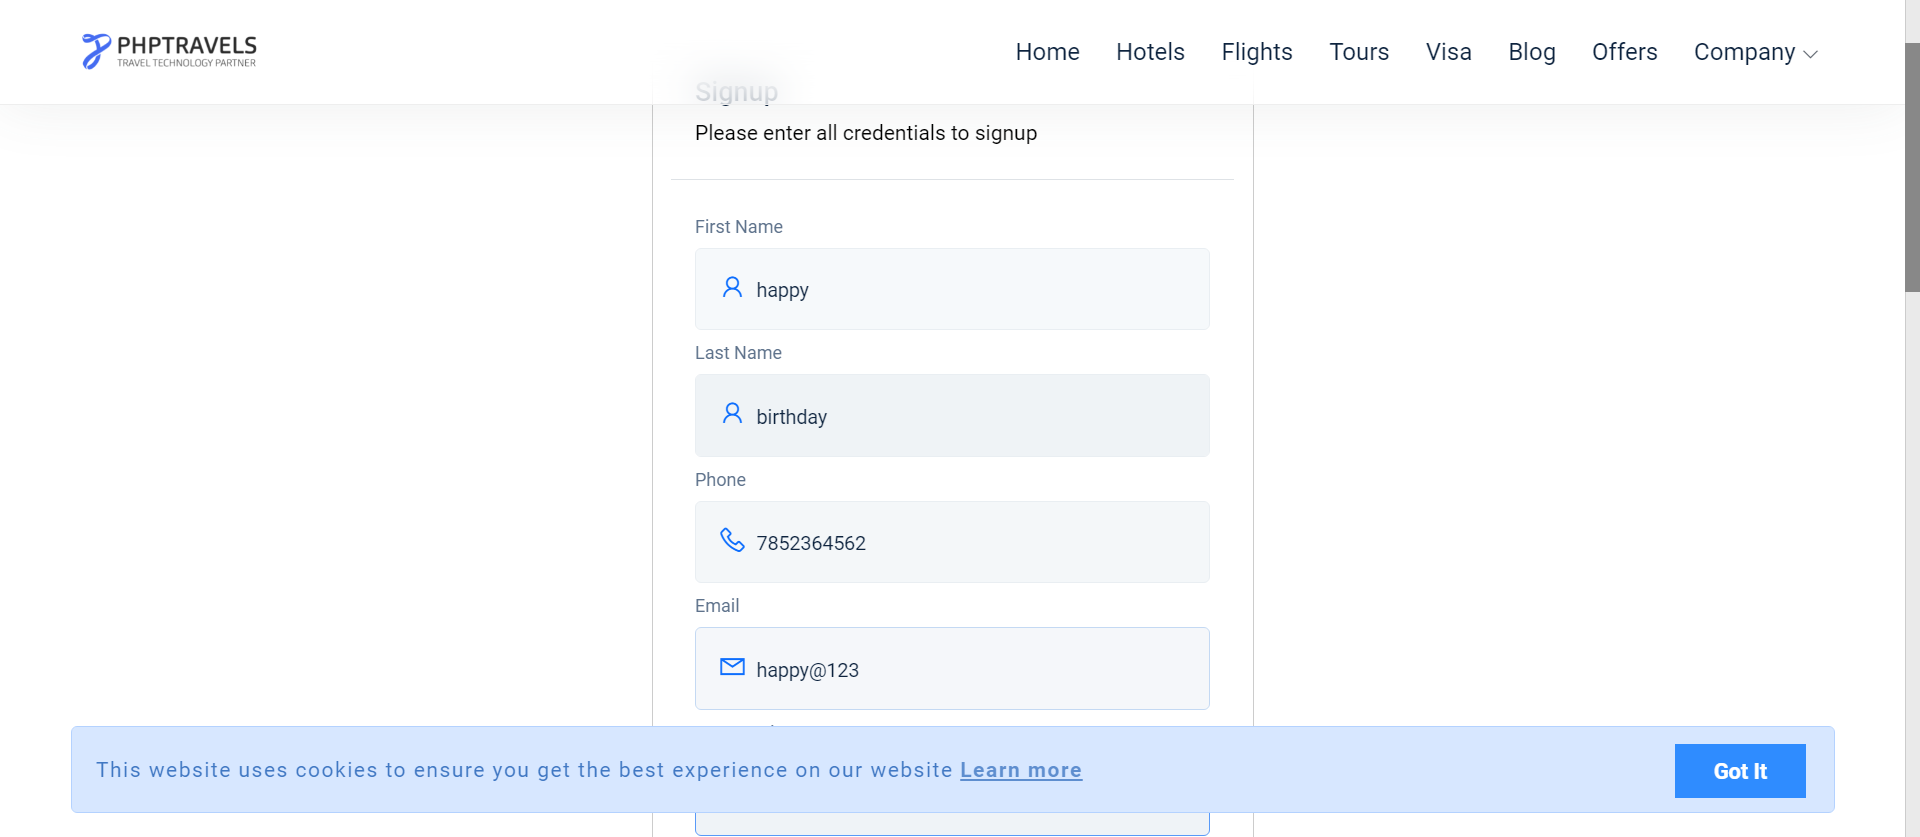 PHPTRAVELS
TRAVEL TECHNOLOGY PARTNER
Home Hotels Flights Tours Visa Blog Offers Company
Signup
Please enter all credentials to signup
First Name
happy
Last Name
birthday
Phone
7852364562
Email
happy@123
This website uses cookies to ensure you get the best experience on our website Learn more
Got It